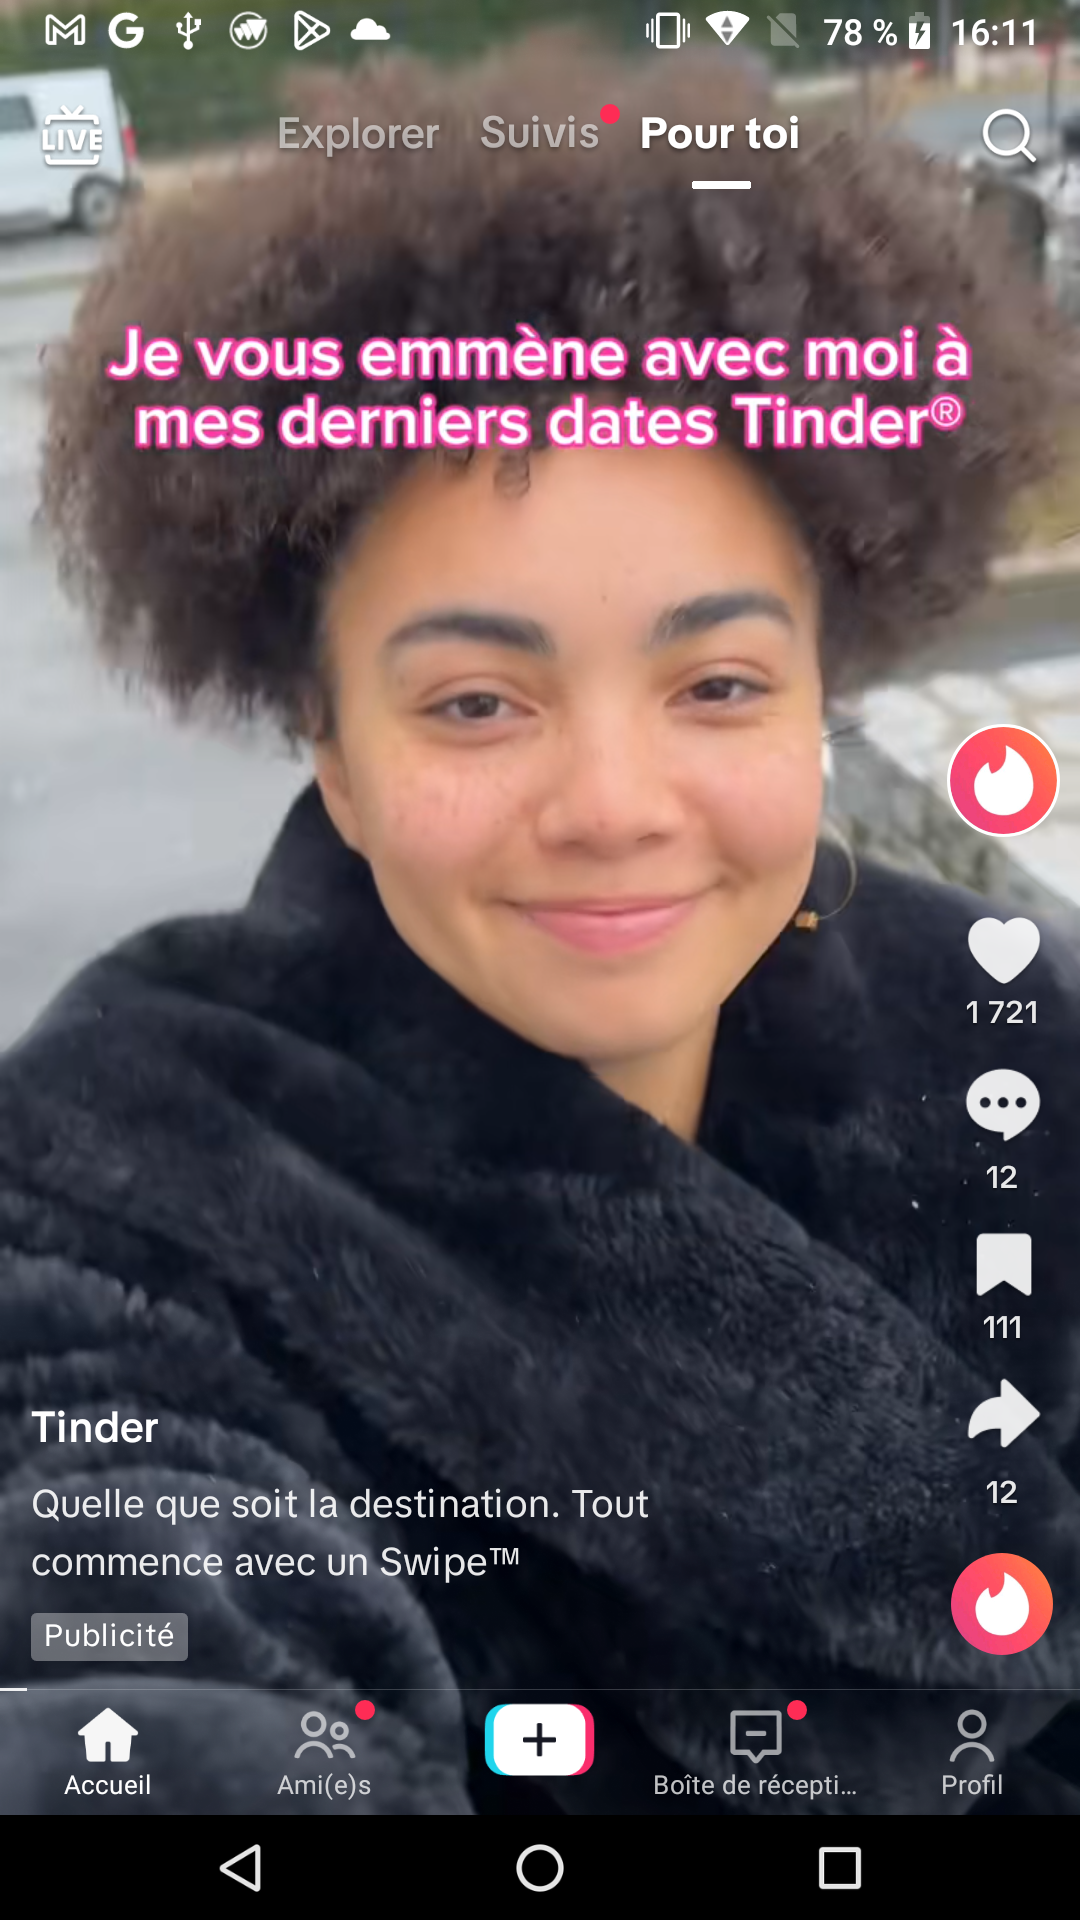 78 % 16:11
LIVE Explorer Suivis Pour toi
Je vous emmène avec moi à
mes derniers dates Tinder®
1 721
12
111
12
Tinder
Quelle que soit la destination. Tout
commence avec un Swipe™
Publicité
Accueil Ami(e)s Boîte de récepti... Profil